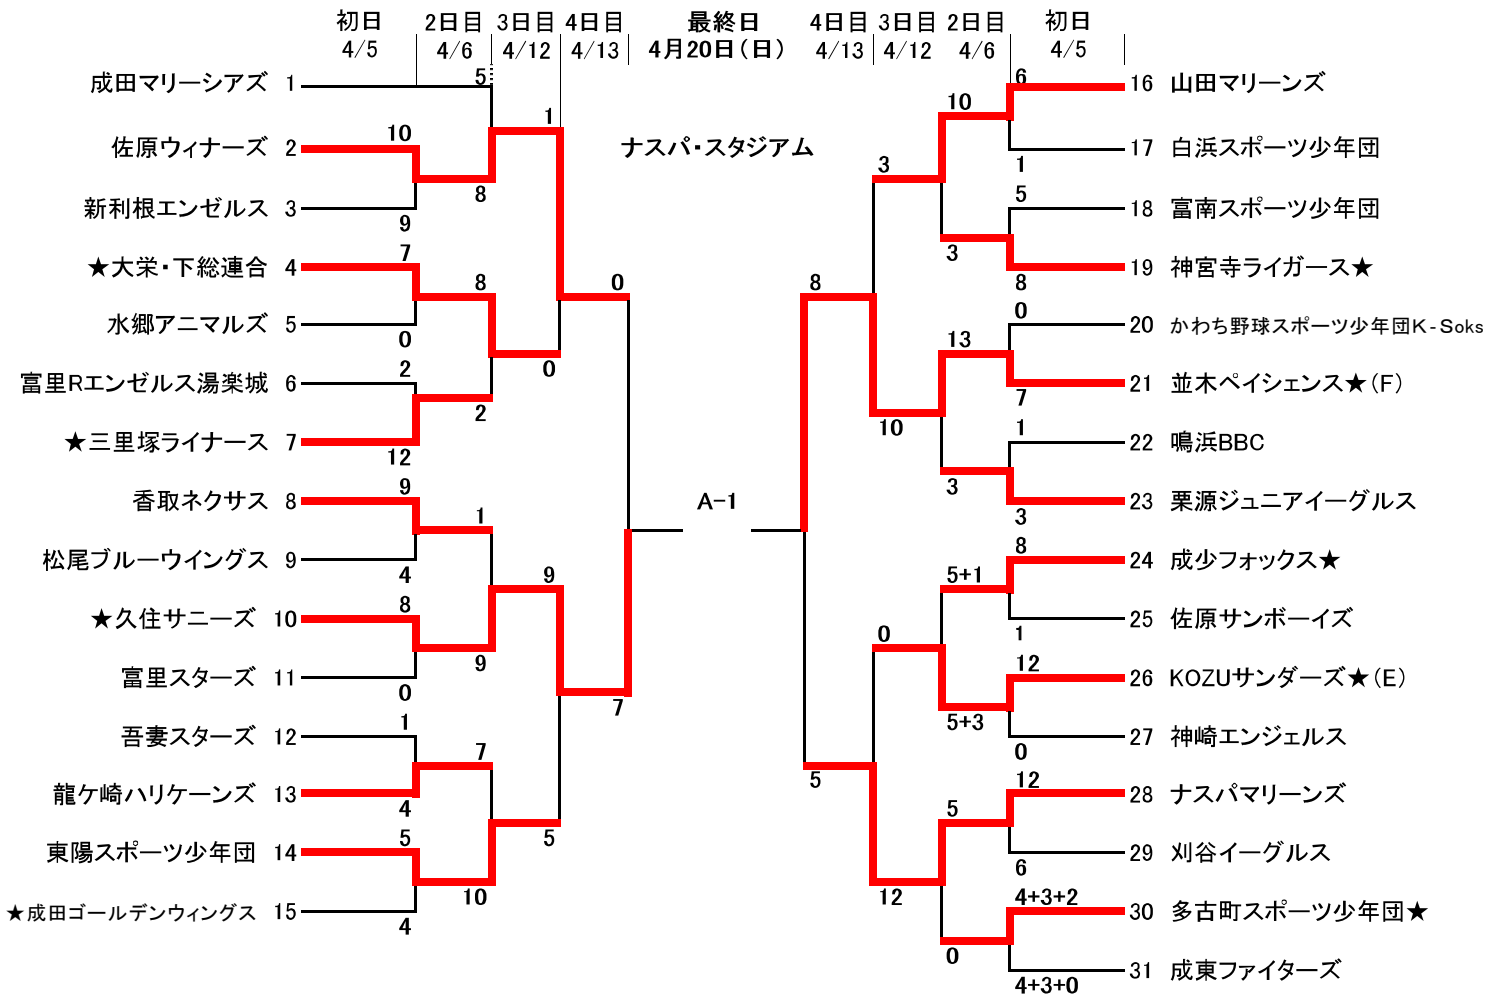 初日 2日目 3日目 4日目 最終日 4日目 3日目 2日目 初日
4/5 4/6 4/12 4/13 4月20日(日) 4/13 4/12 4/6 4/5
ナスパ・スタジアム
A-1
成田マリーシアズ 1
佐原ウィナーズ 2
新利根エンゼルス 3
★大栄・下総連合 4
水郷アニマルズ 5
富里Rエンゼルス湯楽城 6
★三里塚ライナース 7
香取ネクサス 8
松尾ブルーウイングス 9
★久住サニーズ 10
富里スターズ 11
吾妻スターズ 12
龍ケ崎ハリケーンズ 13
東陽スポーツ少年団 14
★成田ゴールデンウィングス 15
10
9
7
0
2
12
9
4
8
0
1
4
5
4
5
8
8
2
1
9
7
10
1
0
9
5
0
7
8
5
3
10
0
12
10
3
13
3
5+1
5+3
5
0
6
1
5
8
0
7
1
3
8
1
12
0
12
6
4+3+2
4+3+0
16 山田マリーンズ
17 白浜スポーツ少年団
18 富南スポーツ少年団
19 神宮寺ライガース★
20 かわち野球スポーツ少年団K-Soks
21 並木ペイシェンス★(F)
22 鳴浜BBC
23 栗源ジュニアイーグルス
24 成少フォックス★
25 佐原サンボーイズ
26 KOZUサンダーズ★(E)
27 神崎エンジェルス
28 ナスパマリーンズ
29 刈谷イーグルス
30 多古町スポーツ少年団★
31 成東ファイターズ